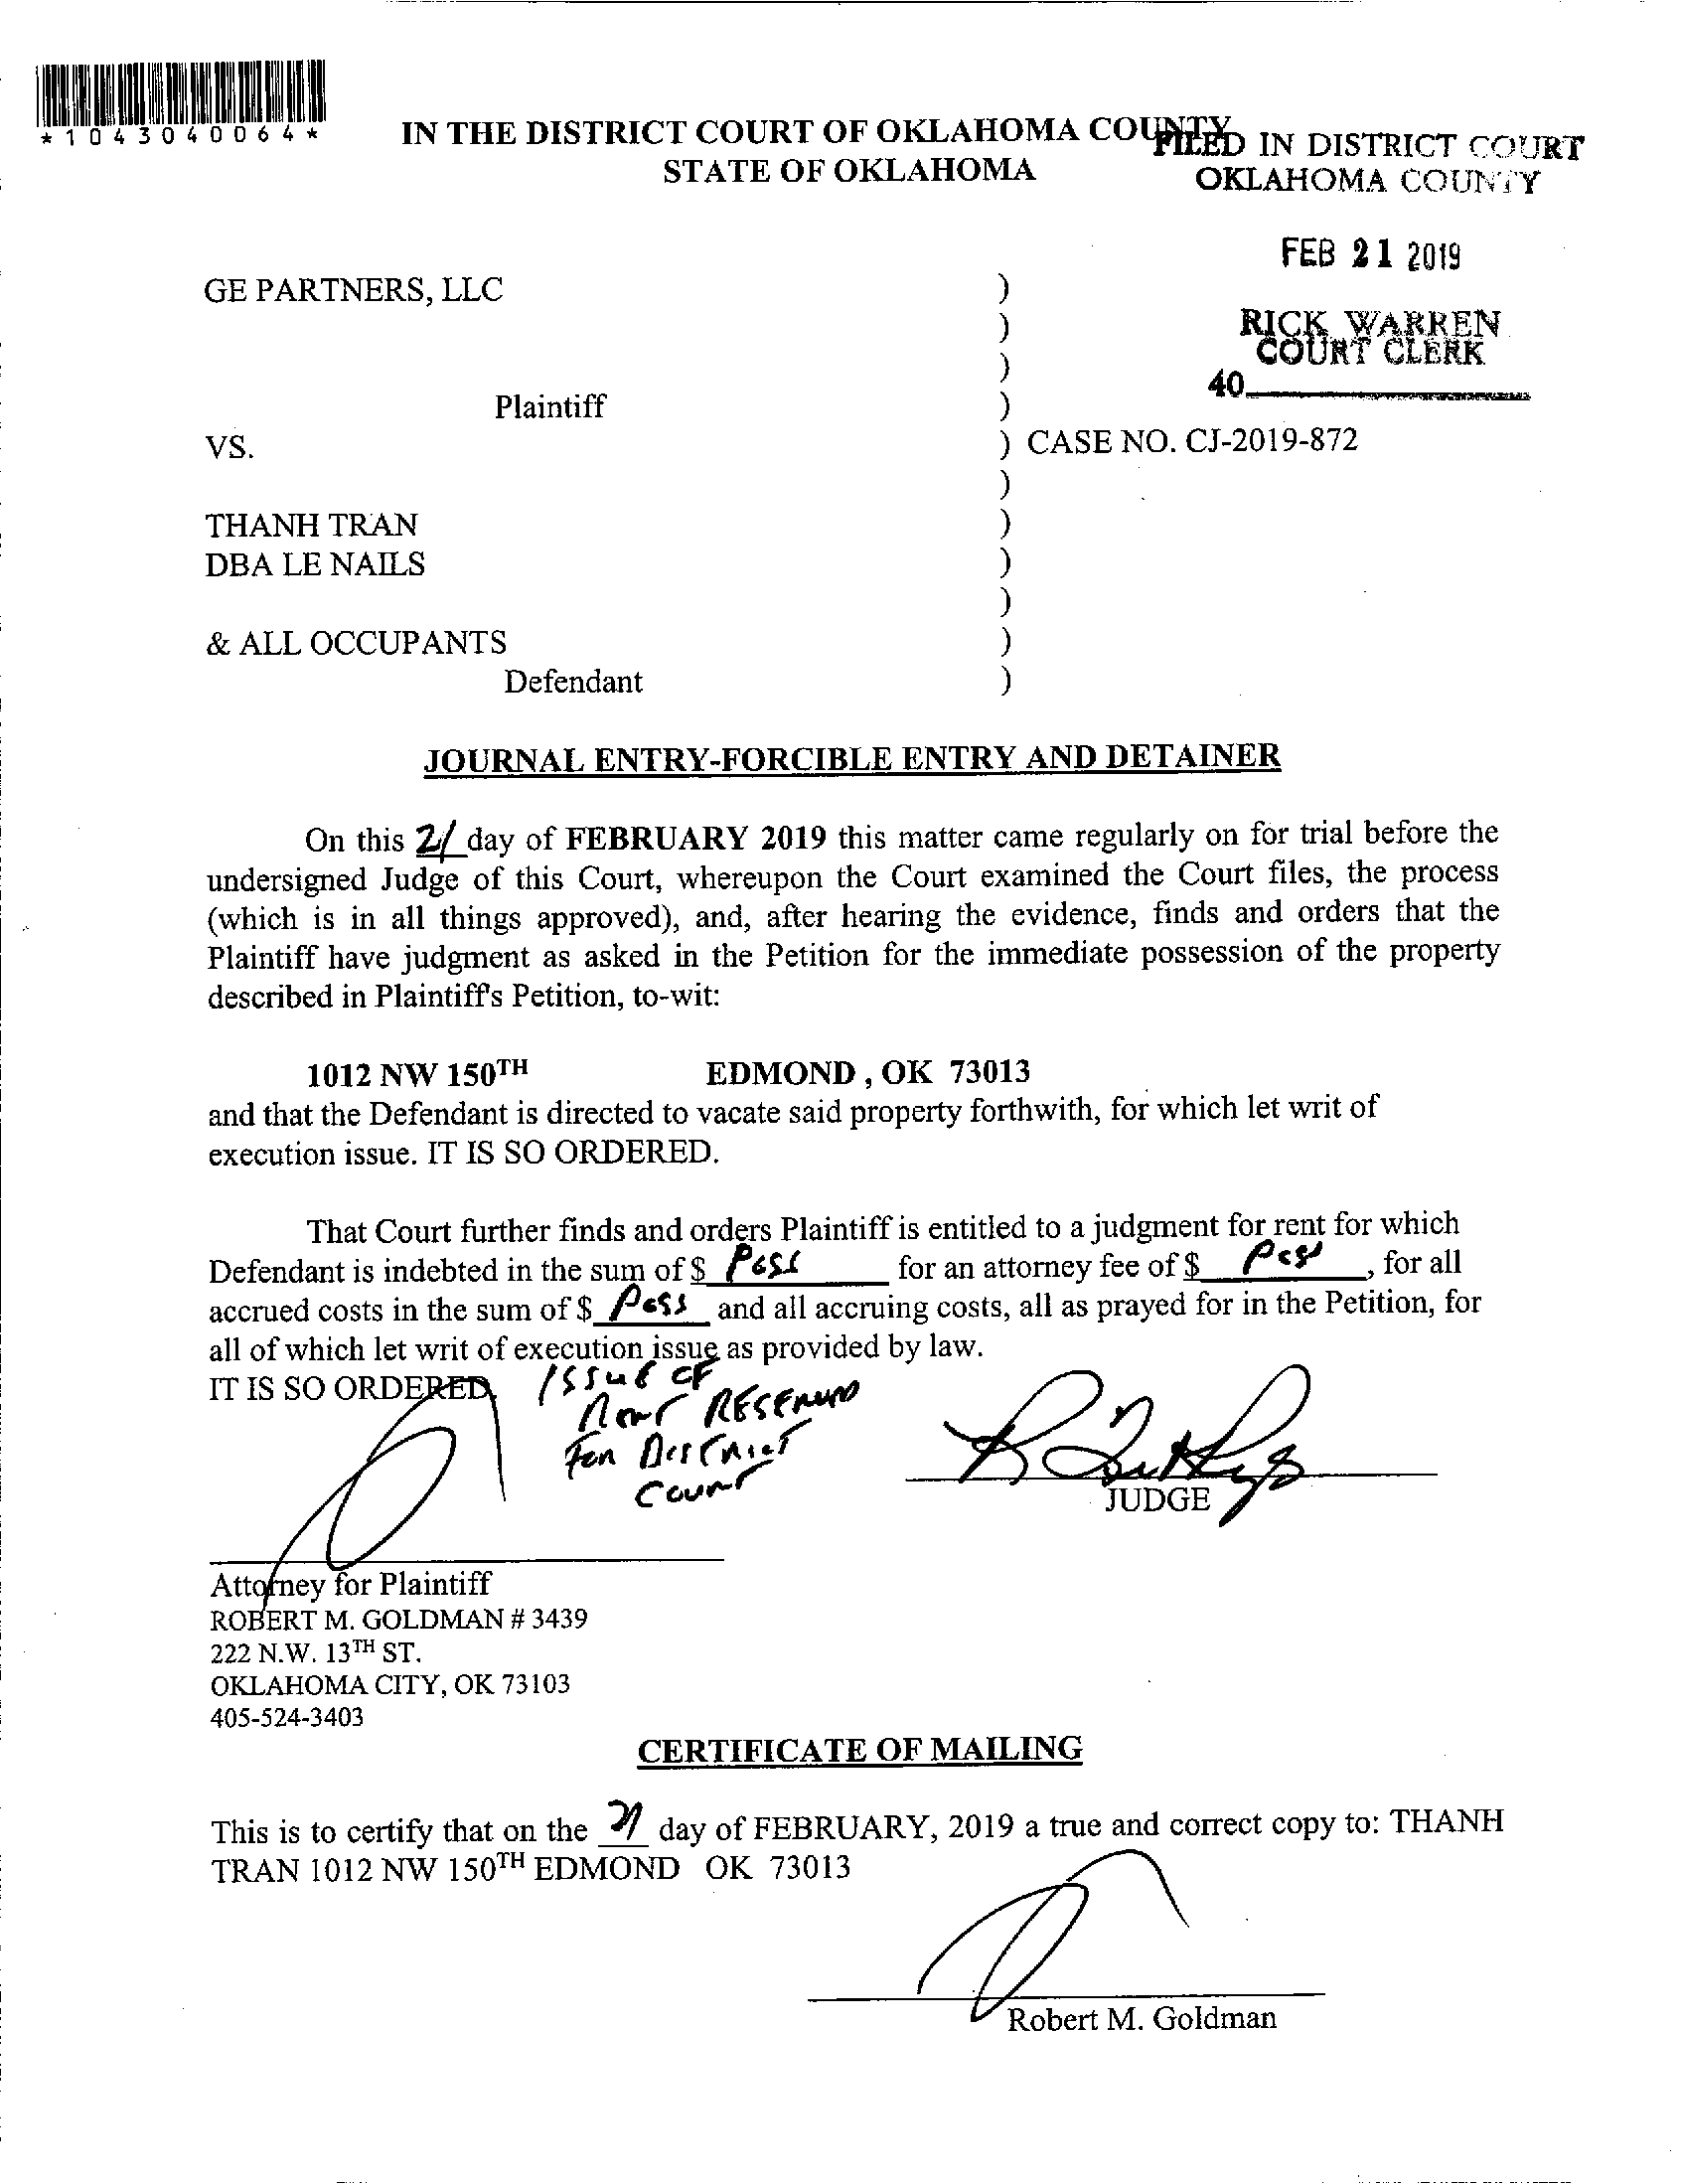 *1043040064*
IN THE DISTRICT COURT OF OKLAHOMA COUNTY
STATE OF OKLAHOMA
FILED IN DISTRICT COURT
OKLAHOMA COUNTY
FEB 21 2019
RICK WARREN
COURT CLERK
40
GE PARTNERS, LLC )
)
)
Plaintiff )
VS. ) CASE NO. CJ-2019-872
)
THANH TRAN )
DBA LE NAILS )
)
& ALL OCCUPANTS )
Defendant )
JOURNAL ENTRY-FORCIBLE ENTRY AND DETAINER
On this 21 day of FEBRUARY 2019 this matter came regularly on for trial before the
undersigned Judge of this Court, whereupon the Court examined the Court files, the process
(which is in all things approved), and, after hearing the evidence, finds and orders that the
Plaintiff have judgment as asked in the Petition for the immediate possession of the property
described in Plaintiff's Petition, to-wit:
1012 NW 150TH EDMOND , OK 73013
and that the Defendant is directed to vacate said property forthwith, for which let writ of
execution issue. IT IS SO ORDERED.
That Court further finds and orders Plaintiff is entitled to a judgment for rent for which
Defendant is indebted in the sum of $ Poss for an attorney fee of $ Poss , for all
accrued costs in the sum of $ Poss and all accruing costs, all as prayed for in the Petition, for
all of which let writ of execution issue as provided by law.
IT IS SO ORDERED.
ISSUE OF
RENT RESERVED
FOR DISTRICT
COURT
JUDGE
Attorney for Plaintiff
ROBERT M. GOLDMAN # 3439
222 N.W. 13TH ST.
OKLAHOMA CITY, OK 73103
405-524-3403
CERTIFICATE OF MAILING
This is to certify that on the 21 day of FEBRUARY, 2019 a true and correct copy to: THANH
TRAN 1012 NW 150TH EDMOND OK 73013
Robert M. Goldman